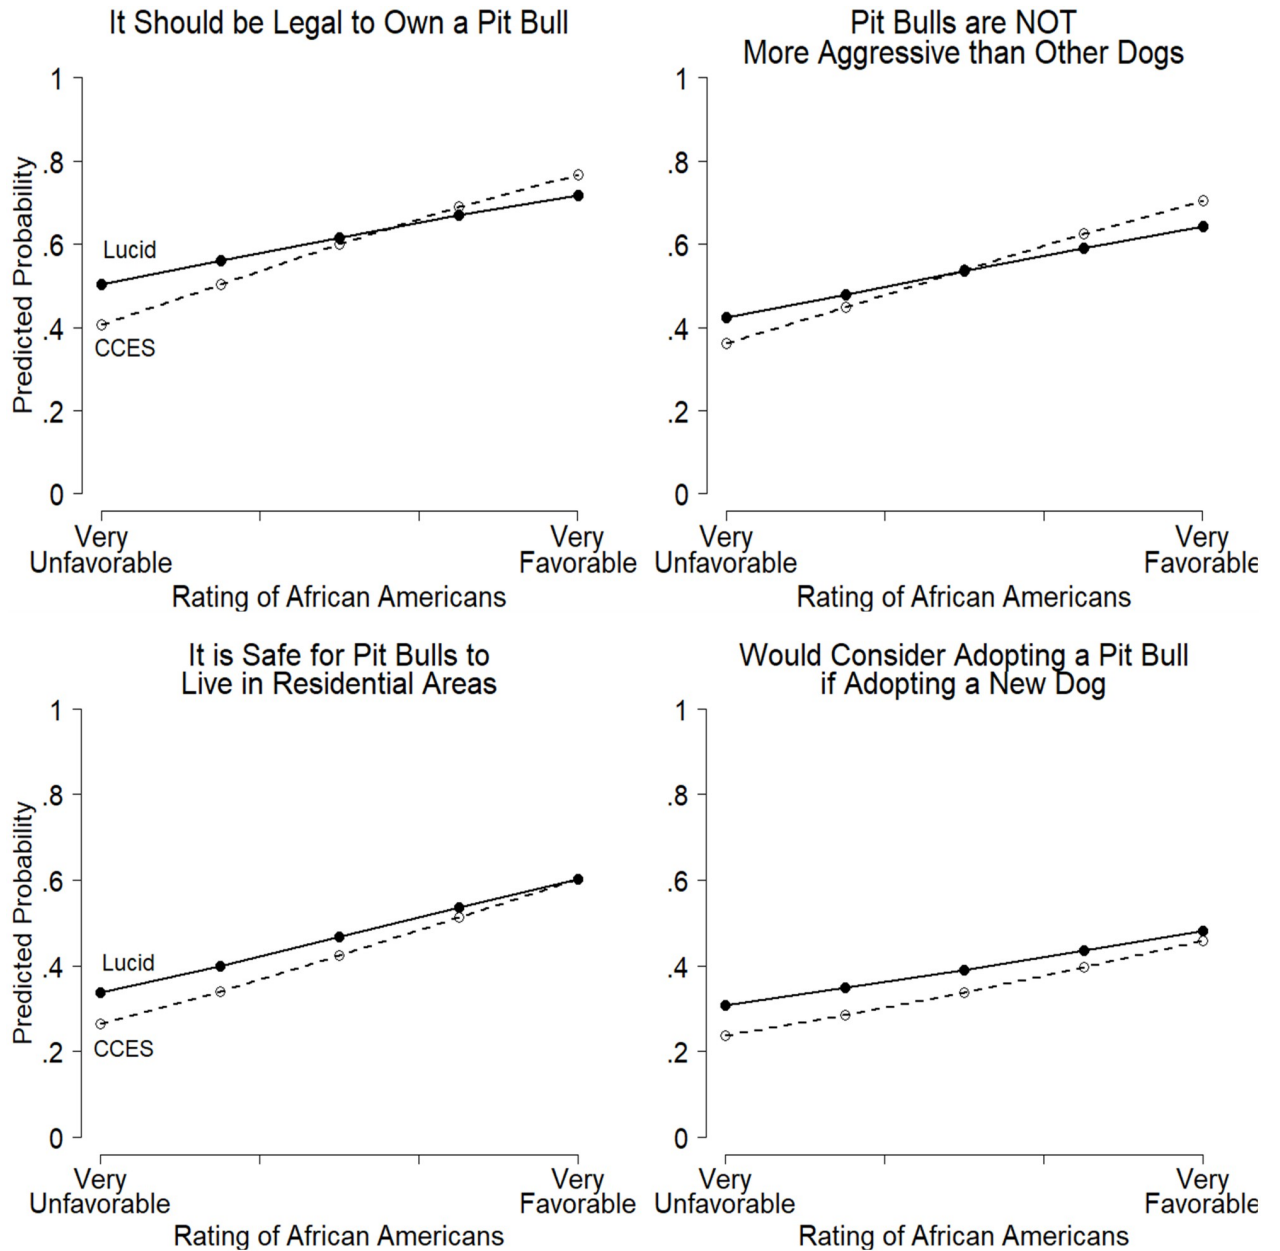 It Should be Legal to Own a Pit Bull
1
.8
.6
.4
.2
0
Predicted Probability
Lucid
CCES
Very
Unfavorable
Very
Favorable
Rating of African Americans
Pit Bulls are NOT
More Aggressive than Other Dogs
1
.8
.6
.4
.2
0
Very
Unfavorable
Very
Favorable
Rating of African Americans
It is Safe for Pit Bulls to
Live in Residential Areas
1
.8
.6
.4
.2
0
Predicted Probability
Lucid
CCES
Very
Unfavorable
Very
Favorable
Rating of African Americans
Would Consider Adopting a Pit Bull
if Adopting a New Dog
1
.8
.6
.4
.2
0
Very
Unfavorable
Very
Favorable
Rating of African Americans